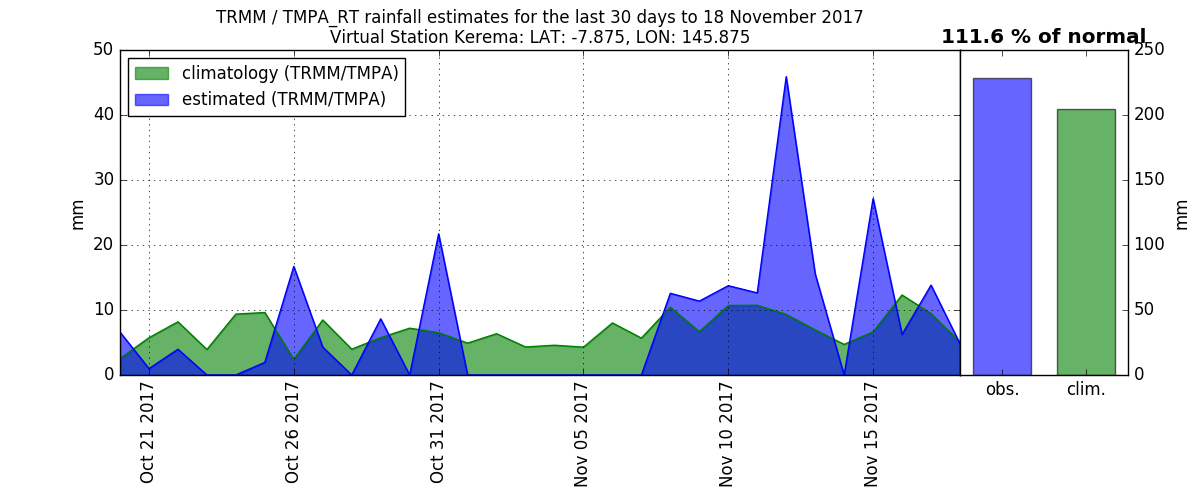 TRMM / TMPA_RT rainfall estimates for the last 30 days to 18 November 2017
Virtual Station Kerema: LAT: -7.875, LON: 145.875
111.6 % of normal
climatology (TRMM/TMPA)
estimated (TRMM/TMPA)
50
40
30
20
10
0
mm
Oct 21 2017
Oct 26 2017
Oct 31 2017
Nov 05 2017
Nov 10 2017
Nov 15 2017
obs.
clim.
250
200
150
100
50
0
mm